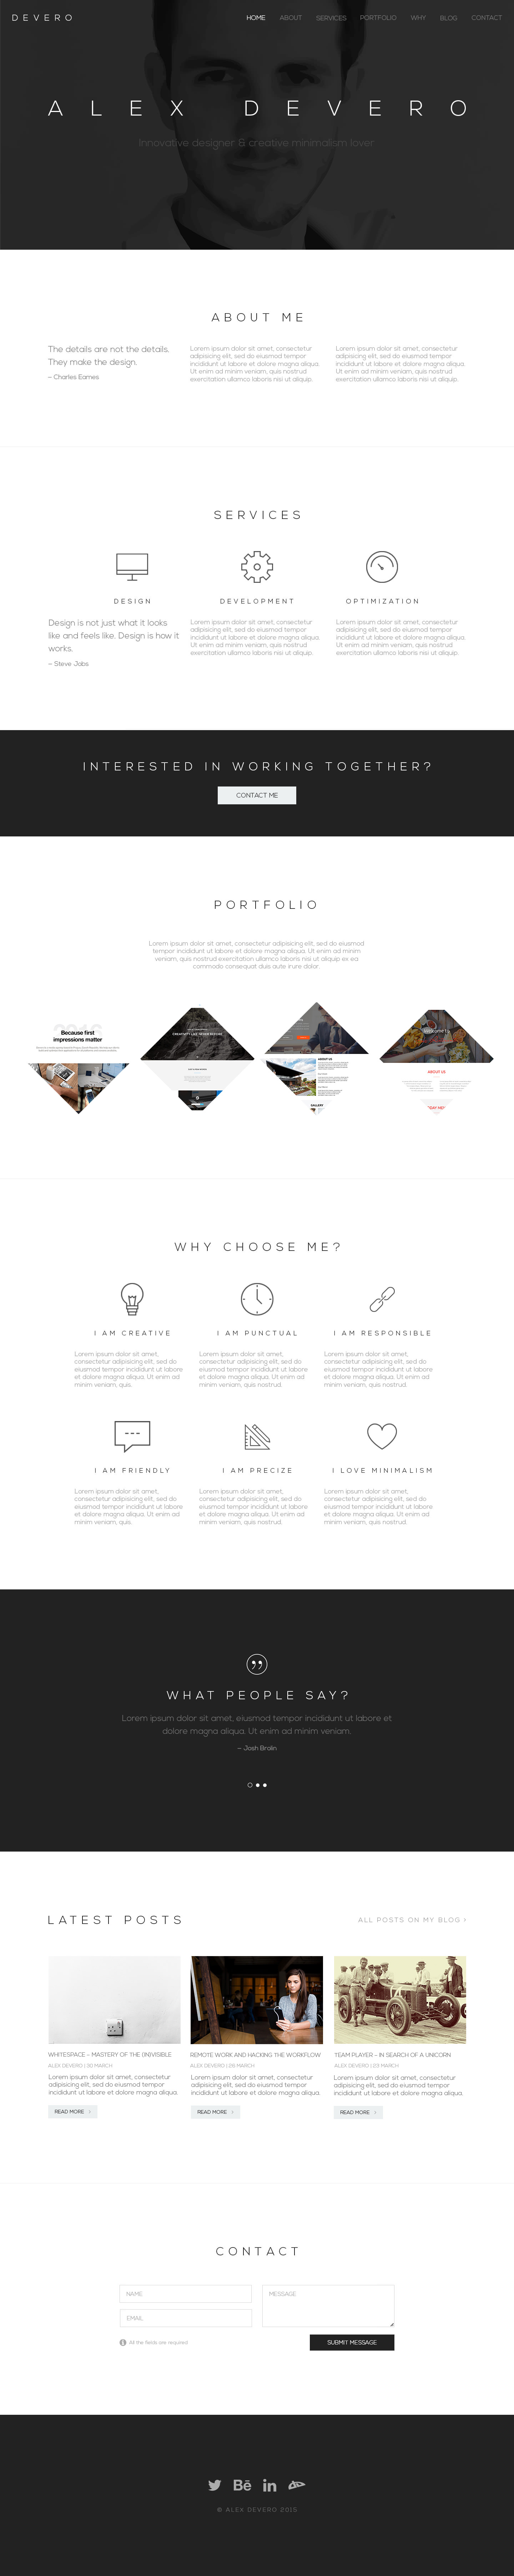 DEVERO
HOME ABOUT SERVICES PORTFOLIO WHY BLOG CONTACT
ALEX DEVERO
Innovative designer & creative minimalism lover
ABOUT ME
The details are not the details.
They make the design.
– Charles Eames
Lorem ipsum dolor sit amet, consectetur
adipisicing elit, sed do eiusmod tempor
incididunt ut labore et dolore magna aliqua.
Ut enim ad minim veniam, quis nostrud
exercitation ullamco laboris nisi ut aliquip.
Lorem ipsum dolor sit amet, consectetur
adipisicing elit, sed do eiusmod tempor
incididunt ut labore et dolore magna aliqua.
Ut enim ad minim veniam, quis nostrud
exercitation ullamco laboris nisi ut aliquip.
SERVICES
DESIGN
DEVELOPMENT
OPTIMIZATION
Design is not just what it looks
like and feels like. Design is how it
works.
– Steve Jobs
Lorem ipsum dolor sit amet, consectetur
adipisicing elit, sed do eiusmod tempor
incididunt ut labore et dolore magna aliqua.
Ut enim ad minim veniam, quis nostrud
exercitation ullamco laboris nisi ut aliquip.
Lorem ipsum dolor sit amet, consectetur
adipisicing elit, sed do eiusmod tempor
incididunt ut labore et dolore magna aliqua.
Ut enim ad minim veniam, quis nostrud
exercitation ullamco laboris nisi ut aliquip.
INTERESTED IN WORKING TOGETHER?
CONTACT ME
PORTFOLIO
Lorem ipsum dolor sit amet, consectetur adipisicing elit, sed do eiusmod
tempor incididunt ut labore et dolore magna aliqua. Ut enim ad minim
veniam, quis nostrud exercitation ullamco laboris nisi ut aliquip ex ea
commodo consequat duis aute irure dolor.
Because first
impressions matter
ABOUT US
GALLERY
Welcome to
ABOUT US
WHY CHOOSE ME?
I AM CREATIVE
Lorem ipsum dolor sit amet,
consectetur adipisicing elit, sed do
eiusmod tempor incididunt ut labore
et dolore magna aliqua. Ut enim ad
minim veniam, quis.
I AM PUNCTUAL
Lorem ipsum dolor sit amet,
consectetur adipisicing elit, sed do
eiusmod tempor incididunt ut labore
et dolore magna aliqua. Ut enim ad
minim veniam, quis nostrud.
I AM RESPONSIBLE
Lorem ipsum dolor sit amet,
consectetur adipisicing elit, sed do
eiusmod tempor incididunt ut labore
et dolore magna aliqua. Ut enim ad
minim veniam, quis nostrud.
I AM FRIENDLY
Lorem ipsum dolor sit amet,
consectetur adipisicing elit, sed do
eiusmod tempor incididunt ut labore
et dolore magna aliqua. Ut enim ad
minim veniam, quis.
I AM PRECIZE
Lorem ipsum dolor sit amet,
consectetur adipisicing elit, sed do
eiusmod tempor incididunt ut labore
et dolore magna aliqua. Ut enim ad
minim veniam, quis nostrud.
I LOVE MINIMALISM
Lorem ipsum dolor sit amet,
consectetur adipisicing elit, sed do
eiusmod tempor incididunt ut labore
et dolore magna aliqua. Ut enim ad
minim veniam, quis nostrud.
WHAT PEOPLE SAY?
Lorem ipsum dolor sit amet, eiusmod tempor incididunt ut labore et
dolore magna aliqua. Ut enim ad minim veniam.
– Josh Brolin
LATEST POSTS
ALL POSTS ON MY BLOG >
WHITESPACE – MASTERY OF THE (IN)VISIBLE
ALEX DEVERO | 30 MARCH
Lorem ipsum dolor sit amet, consectetur
adipisicing elit, sed do eiusmod tempor
incididunt ut labore et dolore magna aliqua.
READ MORE >
REMOTE WORK AND HACKING THE WORKFLOW
ALEX DEVERO | 26 MARCH
Lorem ipsum dolor sit amet, consectetur
adipisicing elit, sed do eiusmod tempor
incididunt ut labore et dolore magna aliqua.
READ MORE >
TEAM PLAYER – IN SEARCH OF A UNICORN
ALEX DEVERO | 23 MARCH
Lorem ipsum dolor sit amet, consectetur
adipisicing elit, sed do eiusmod tempor
incididunt ut labore et dolore magna aliqua.
READ MORE >
CONTACT
NAME
EMAIL
MESSAGE
All the fields are required
SUBMIT MESSAGE
Bē in
© ALEX DEVERO 2015